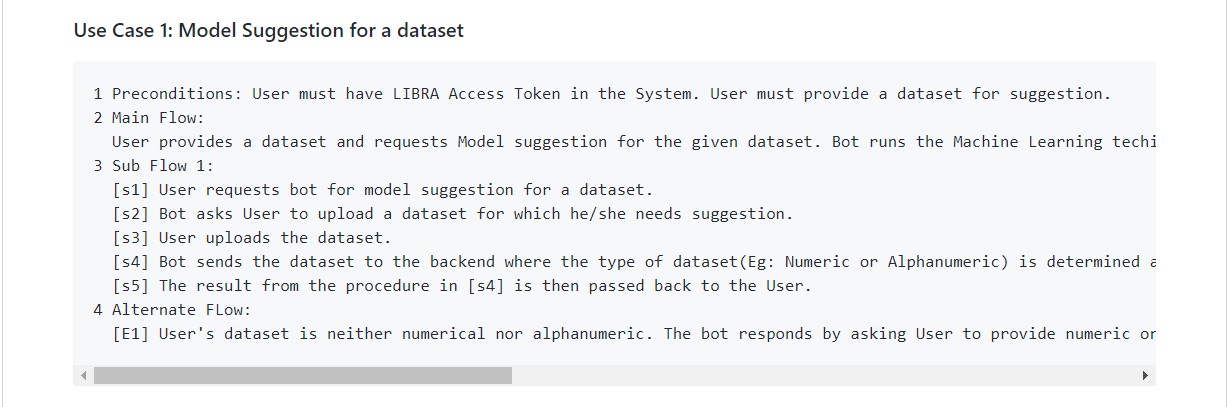 Use Case 1: Model Suggestion for a dataset
1 Preconditions: User must have LIBRA Access Token in the System. User must provide a dataset for suggestion.
2 Main Flow:
User provides a dataset and requests Model suggestion for the given dataset. Bot runs the Machine Learning techi
3 Sub Flow 1:
[s1] User requests bot for model suggestion for a dataset.
[s2] Bot asks User to upload a dataset for which he/she needs suggestion.
[s3] User uploads the dataset.
[s4] Bot sends the dataset to the backend where the type of dataset(Eg: Numeric or Alphanumeric) is determined a
[s5] The result from the procedure in [s4] is then passed back to the User.
4 Alternate FLow:
[E1] User's dataset is neither numerical nor alphanumeric. The bot responds by asking User to provide numeric or